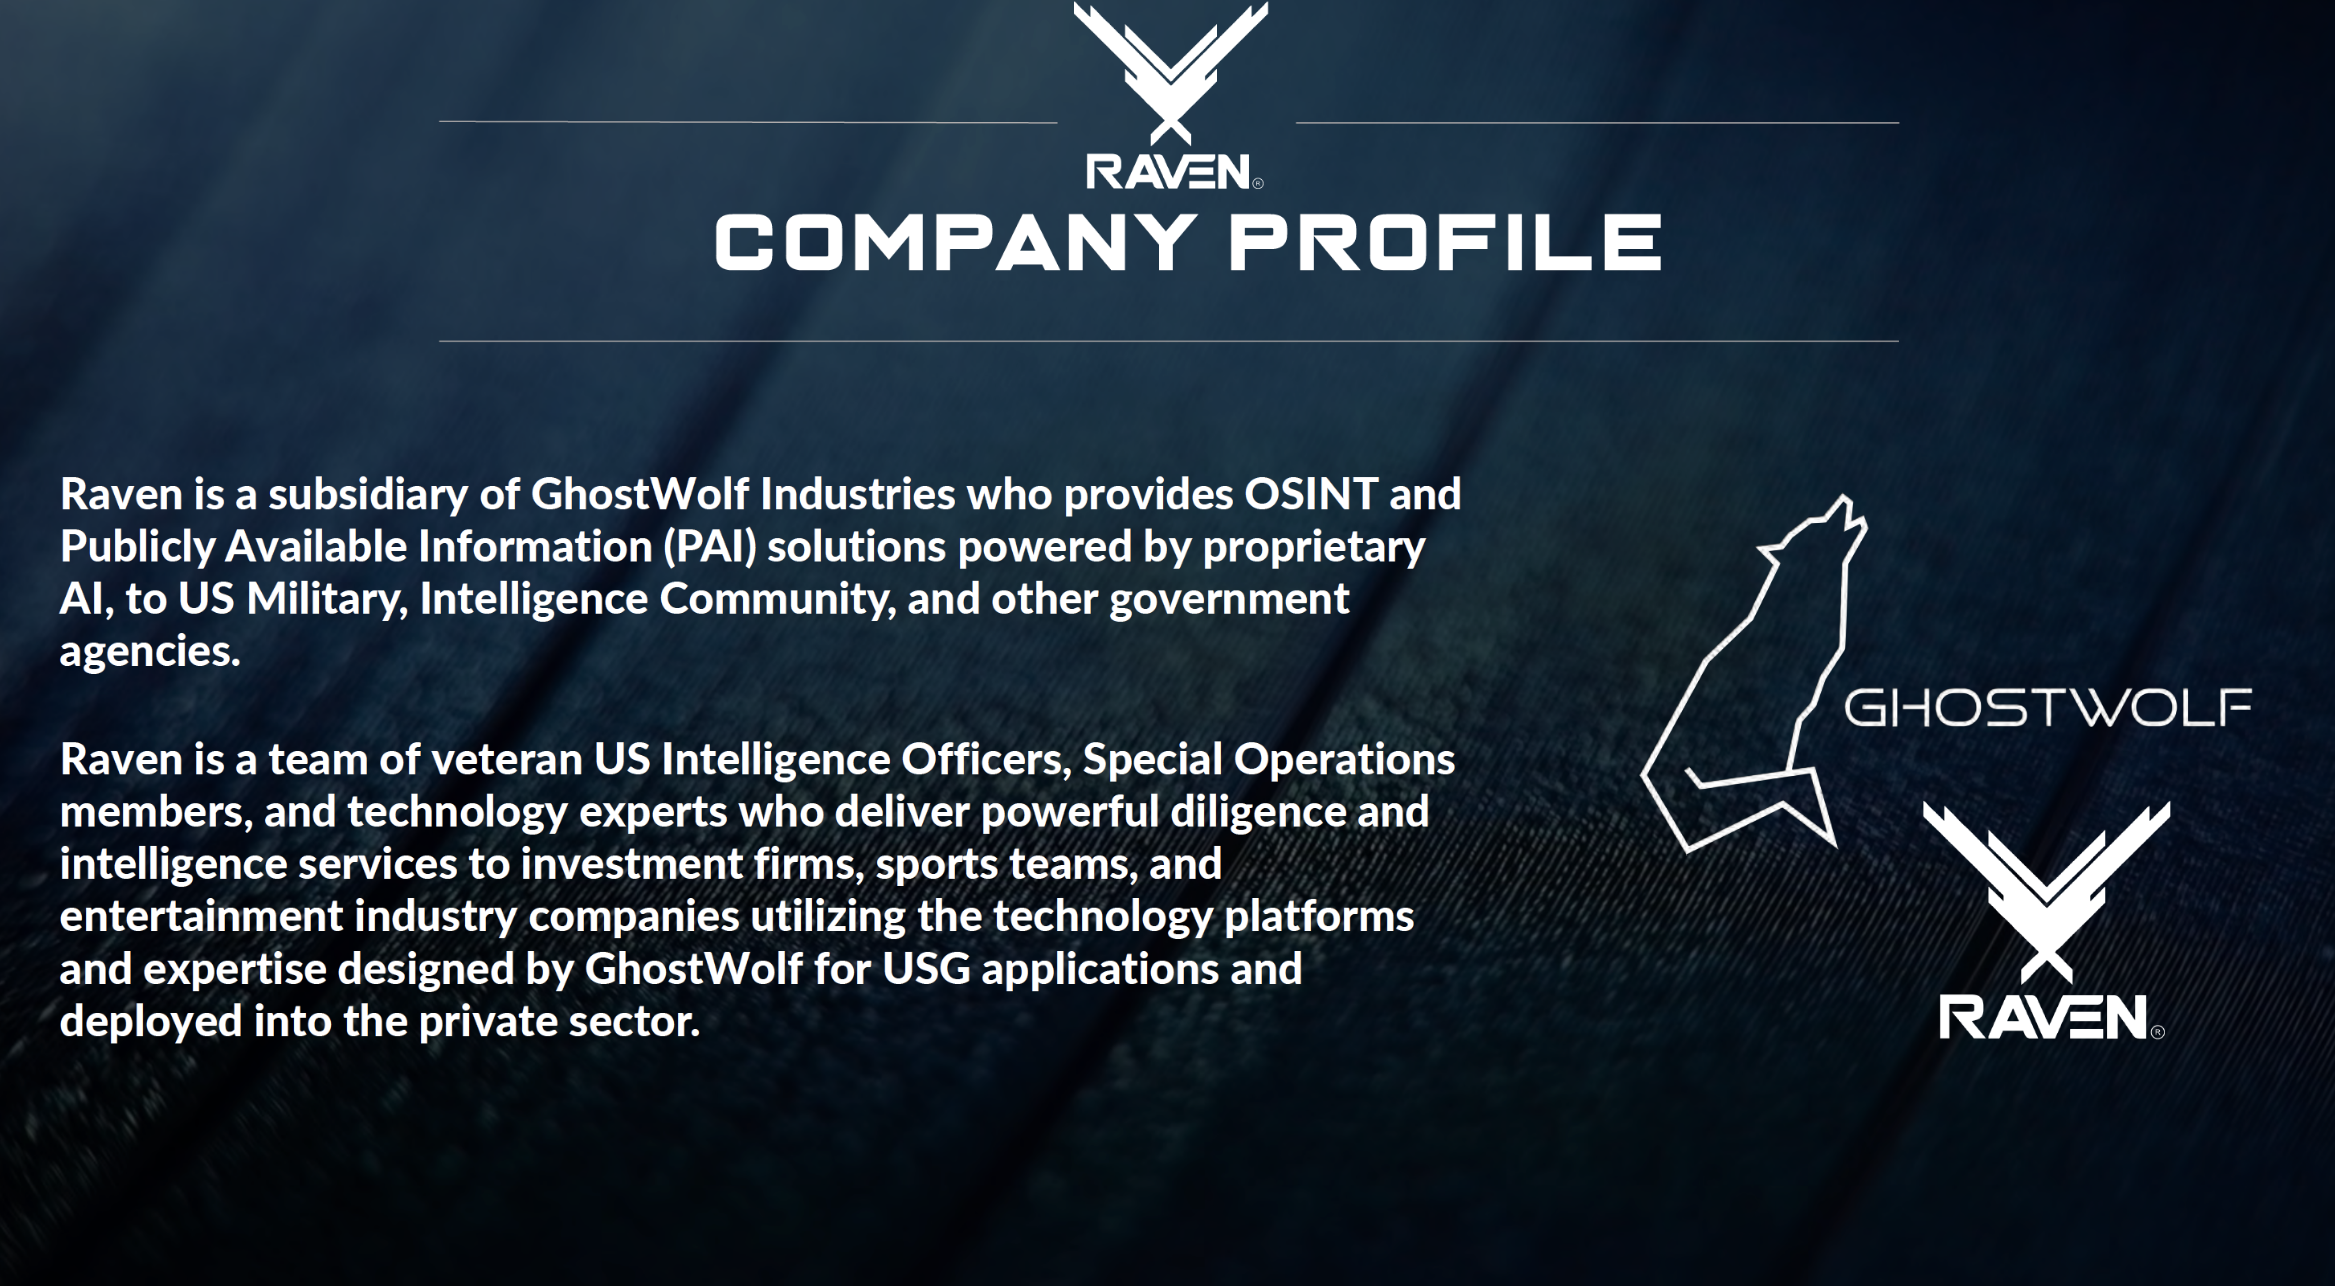 RAVEN®
COMPANY PROFILE
Raven is a subsidiary of GhostWolf Industries who provides OSINT and
Publicly Available Information (PAI) solutions powered by proprietary
AI, to US Military, Intelligence Community, and other government
agencies.
Raven is a team of veteran US Intelligence Officers, Special Operations
members, and technology experts who deliver powerful diligence and
intelligence services to investment firms, sports teams, and
entertainment industry companies utilizing the technology platforms
and expertise designed by GhostWolf for USG applications and
deployed into the private sector.
GHOSTWOLF
RAVEN®